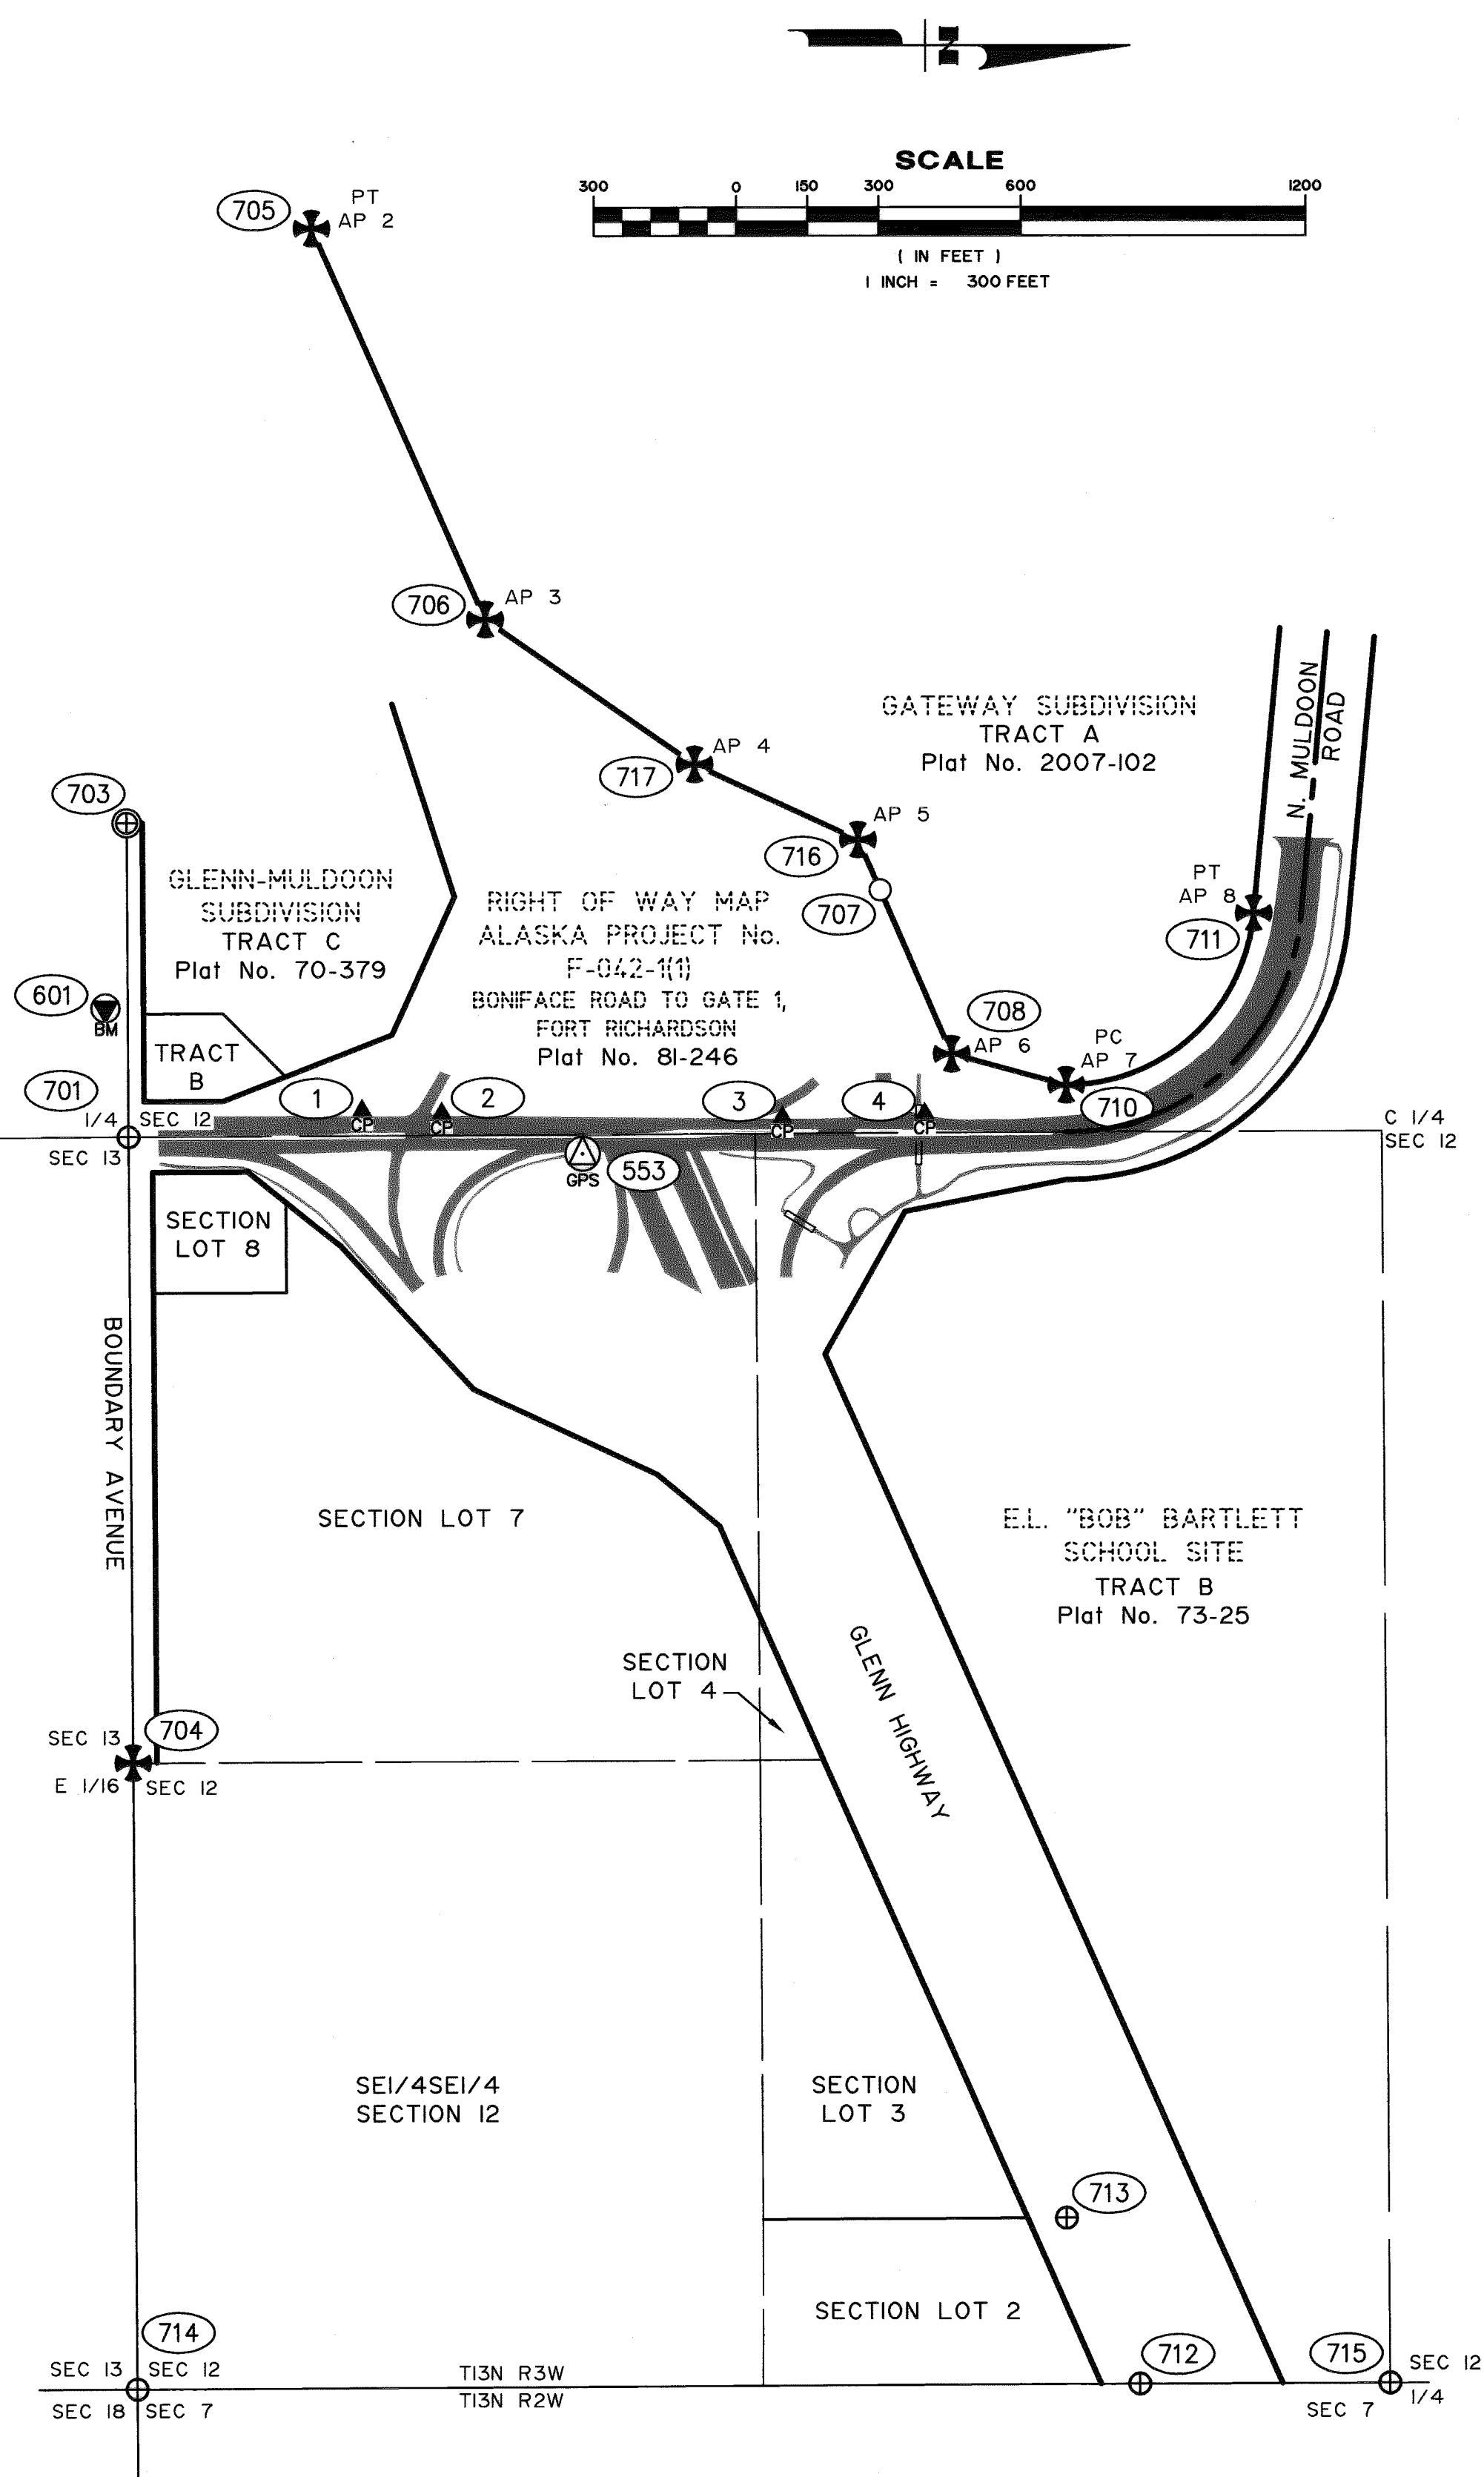 N
SCALE
300 0 150 300 600 1200
( IN FEET )
1 INCH = 300 FEET
705
PT
AP 2
706
AP 3
717
AP 4
GATEWAY SUBDIVISION
TRACT A
Plat No. 2007-102
N. MULDOON
ROAD
703
716
AP 5
707
GLENN-MULDOON
SUBDIVISION
TRACT C
Plat No. 70-379
RIGHT OF WAY MAP
ALASKA PROJECT No.
F-042-1(1)
BONIFACE ROAD TO GATE 1,
FORT RICHARDSON
Plat No. 81-246
PT
AP 8
711
601
BM
TRACT
B
708
AP 6
PC
AP 7
710
701
1/4 SEC 12
SEC 13
1
CP
2
CP
3
CP
4
CP
C 1/4
SEC 12
GPS
553
SECTION
LOT 8
BOUNDARY AVENUE
SECTION LOT 7
E.L. "BOB" BARTLETT
SCHOOL SITE
TRACT B
Plat No. 73-25
SECTION
LOT 4
GLENN HIGHWAY
SEC 13
704
E 1/16 SEC 12
SE1/4SE1/4
SECTION 12
SECTION
LOT 3
713
SECTION LOT 2
714
712
715
SEC 13 SEC 12
SEC 18 SEC 7
T13N R3W
T13N R2W
SEC 12
SEC 7 1/4